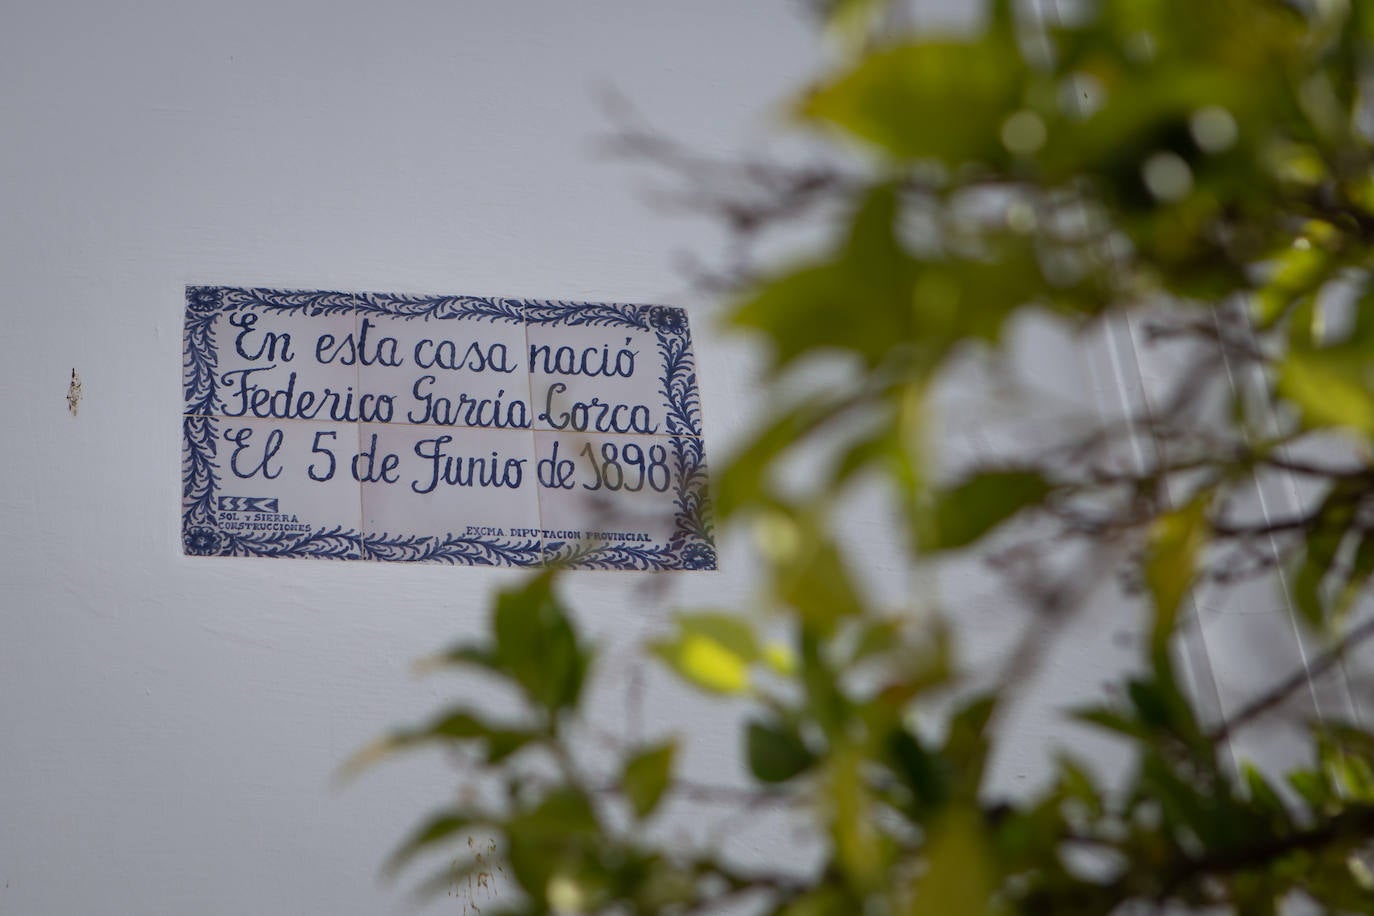 En esta casa nació
Federico García Lorca
El 5 de Junio de 1898
SOL Y SIERRA
CONSTRUCCIONES
EXCMA. DIPUTACION PROVINCIAL